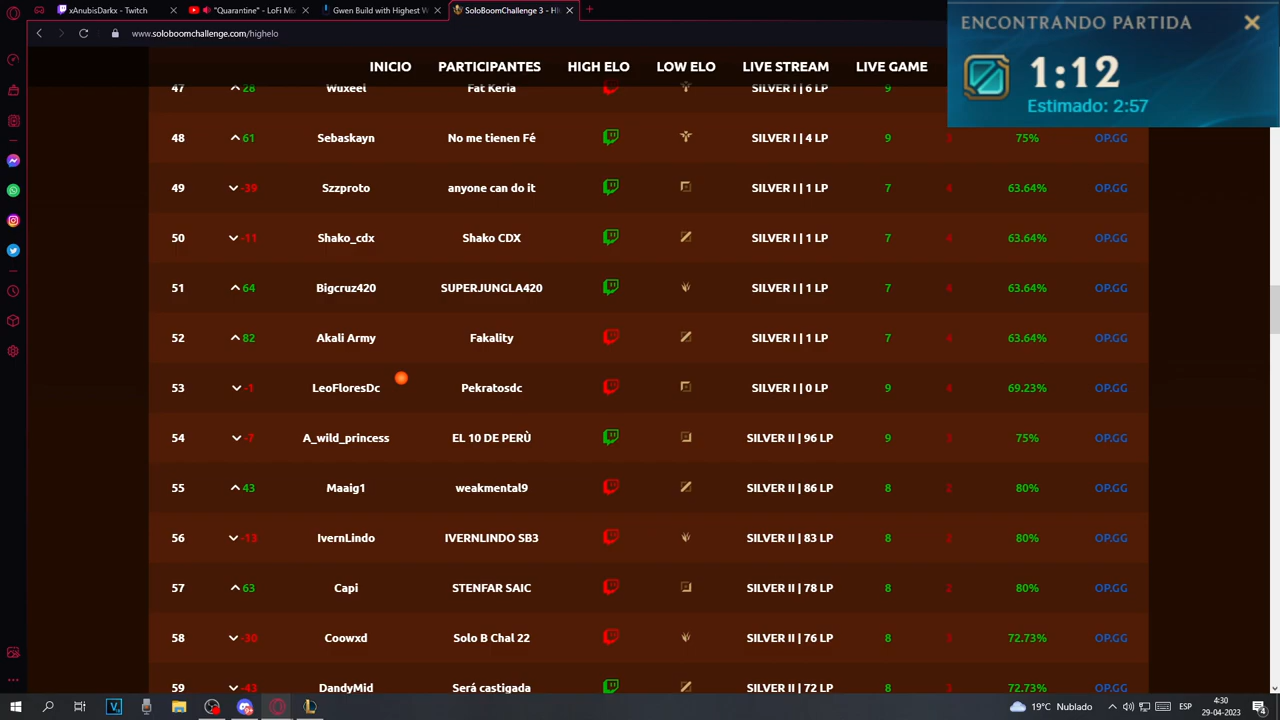 xAnubisDarkx - Twitch
"Quarantine" - LoFi Mix
Gwen Build with Highest W
SoloBoomChallenge 3 - HI
www.soloboomchallenge.com/highelo
ENCONTRANDO PARTIDA
1:12
Estimado: 2:57
INICIO PARTICIPANTES HIGH ELO LOW ELO LIVE STREAM LIVE GAME
47 28 Wuxeel Fat Keria SILVER I | 6 LP 9
48 61 Sebaskayn No me tienen Fé SILVER I | 4 LP 9 3 75% OP.GG
49 -39 Szzproto anyone can do it SILVER I | 1 LP 7 4 63.64% OP.GG
50 -11 Shako_cdx Shako CDX SILVER I | 1 LP 7 4 63.64% OP.GG
51 64 Bigcruz420 SUPERJUNGLA420 SILVER I | 1 LP 7 4 63.64% OP.GG
52 82 Akali Army Fakality SILVER I | 1 LP 7 4 63.64% OP.GG
53 -1 LeoFloresDc Pekratosdc SILVER I | 0 LP 9 4 69.23% OP.GG
54 -7 A_wild_princess EL 10 DE PERÙ SILVER II | 96 LP 9 3 75% OP.GG
55 43 Maaig1 weakmental9 SILVER II | 86 LP 8 2 80% OP.GG
56 -13 IvernLindo IVERNLINDO SB3 SILVER II | 83 LP 8 2 80% OP.GG
57 63 Capi STENFAR SAIC SILVER II | 78 LP 8 2 80% OP.GG
58 -30 Coowxd Solo B Chal 22 SILVER II | 76 LP 8 3 72.73% OP.GG
59 -43 DandyMid Será castigada SILVER II | 72 LP 8 3 72.73% OP.GG
19°C Nublado
ESP
4:30
29-04-2023
4